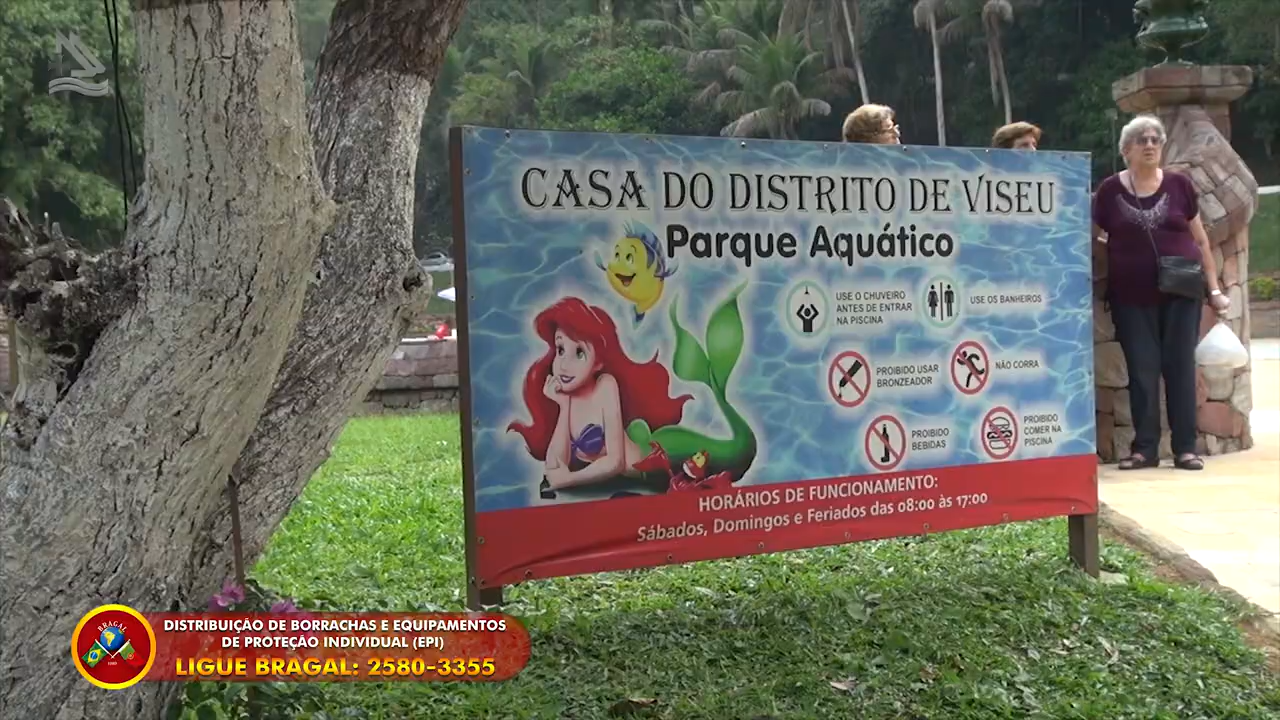 CASA DO DISTRITO DE VISEU
Parque Aquático
USE O CHUVEIRO
ANTES DE ENTRAR
NA PISCINA
USE OS BANHEIROS
PROIBIDO USAR
BRONZEADOR
NÃO CORRA
PROIBIDO
BEBIDAS
PROIBIDO
COMER NA
PISCINA
HORÁRIOS DE FUNCIONAMENTO:
Sábados, Domingos e Feriados das 08:00 às 17:00
BRAGAL
DISTRIBUIÇÃO DE BORRACHAS E EQUIPAMENTOS
DE PROTEÇÃO INDIVIDUAL (EPI)
LIGUE BRAGAL: 2580-3355